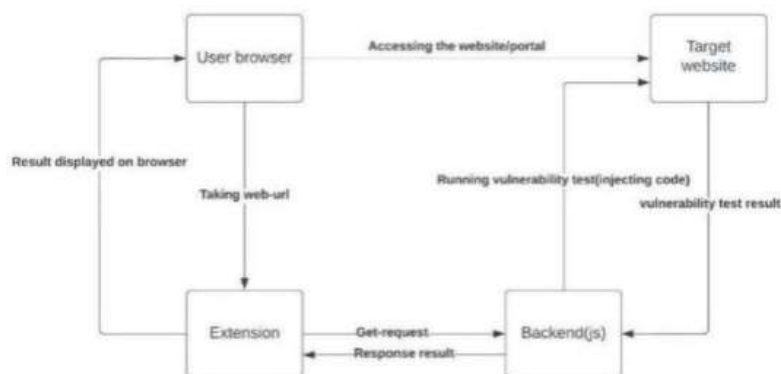 Accessing the website/portal
User browser
Target
website
Result displayed on browser
Running vulnerability test(injecting code)
Taking web-url
vulnerability test result
Extension
Get-request
Backend(js)
Response result